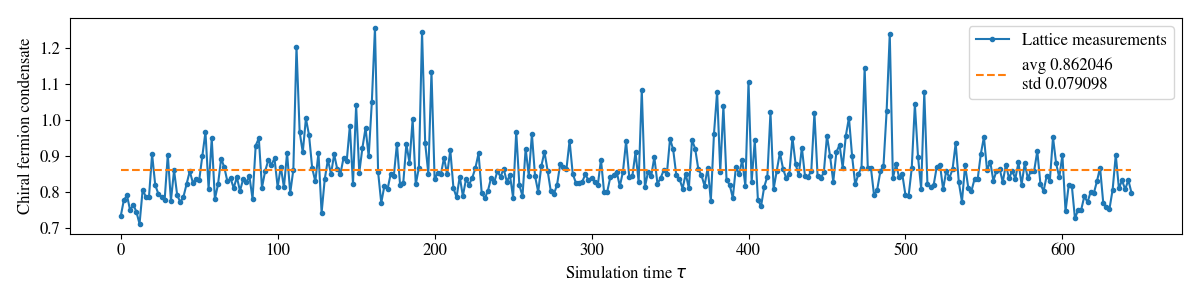 Chiral fermion condensate
1.2
1.1
1.0
0.9
0.8
0.7
0
100
200
300
400
500
600
Simulation time τ
Lattice measurements
avg 0.862046
std 0.079098